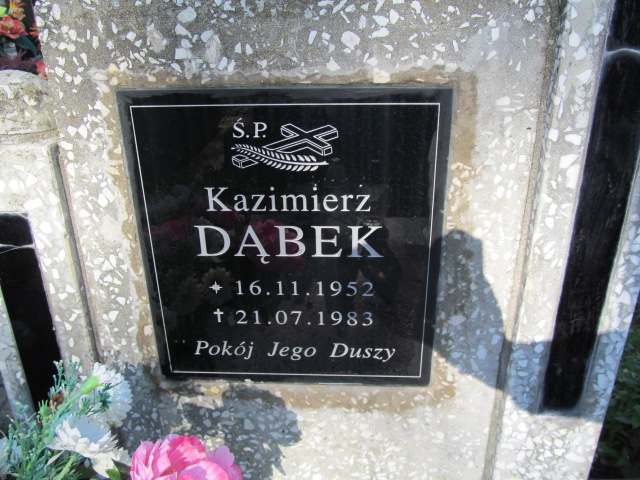 Ś.P.
Kazimierz
DĄBEK
* 16.11.1952
✝ 21.07.1983
Pokój Jego Duszy